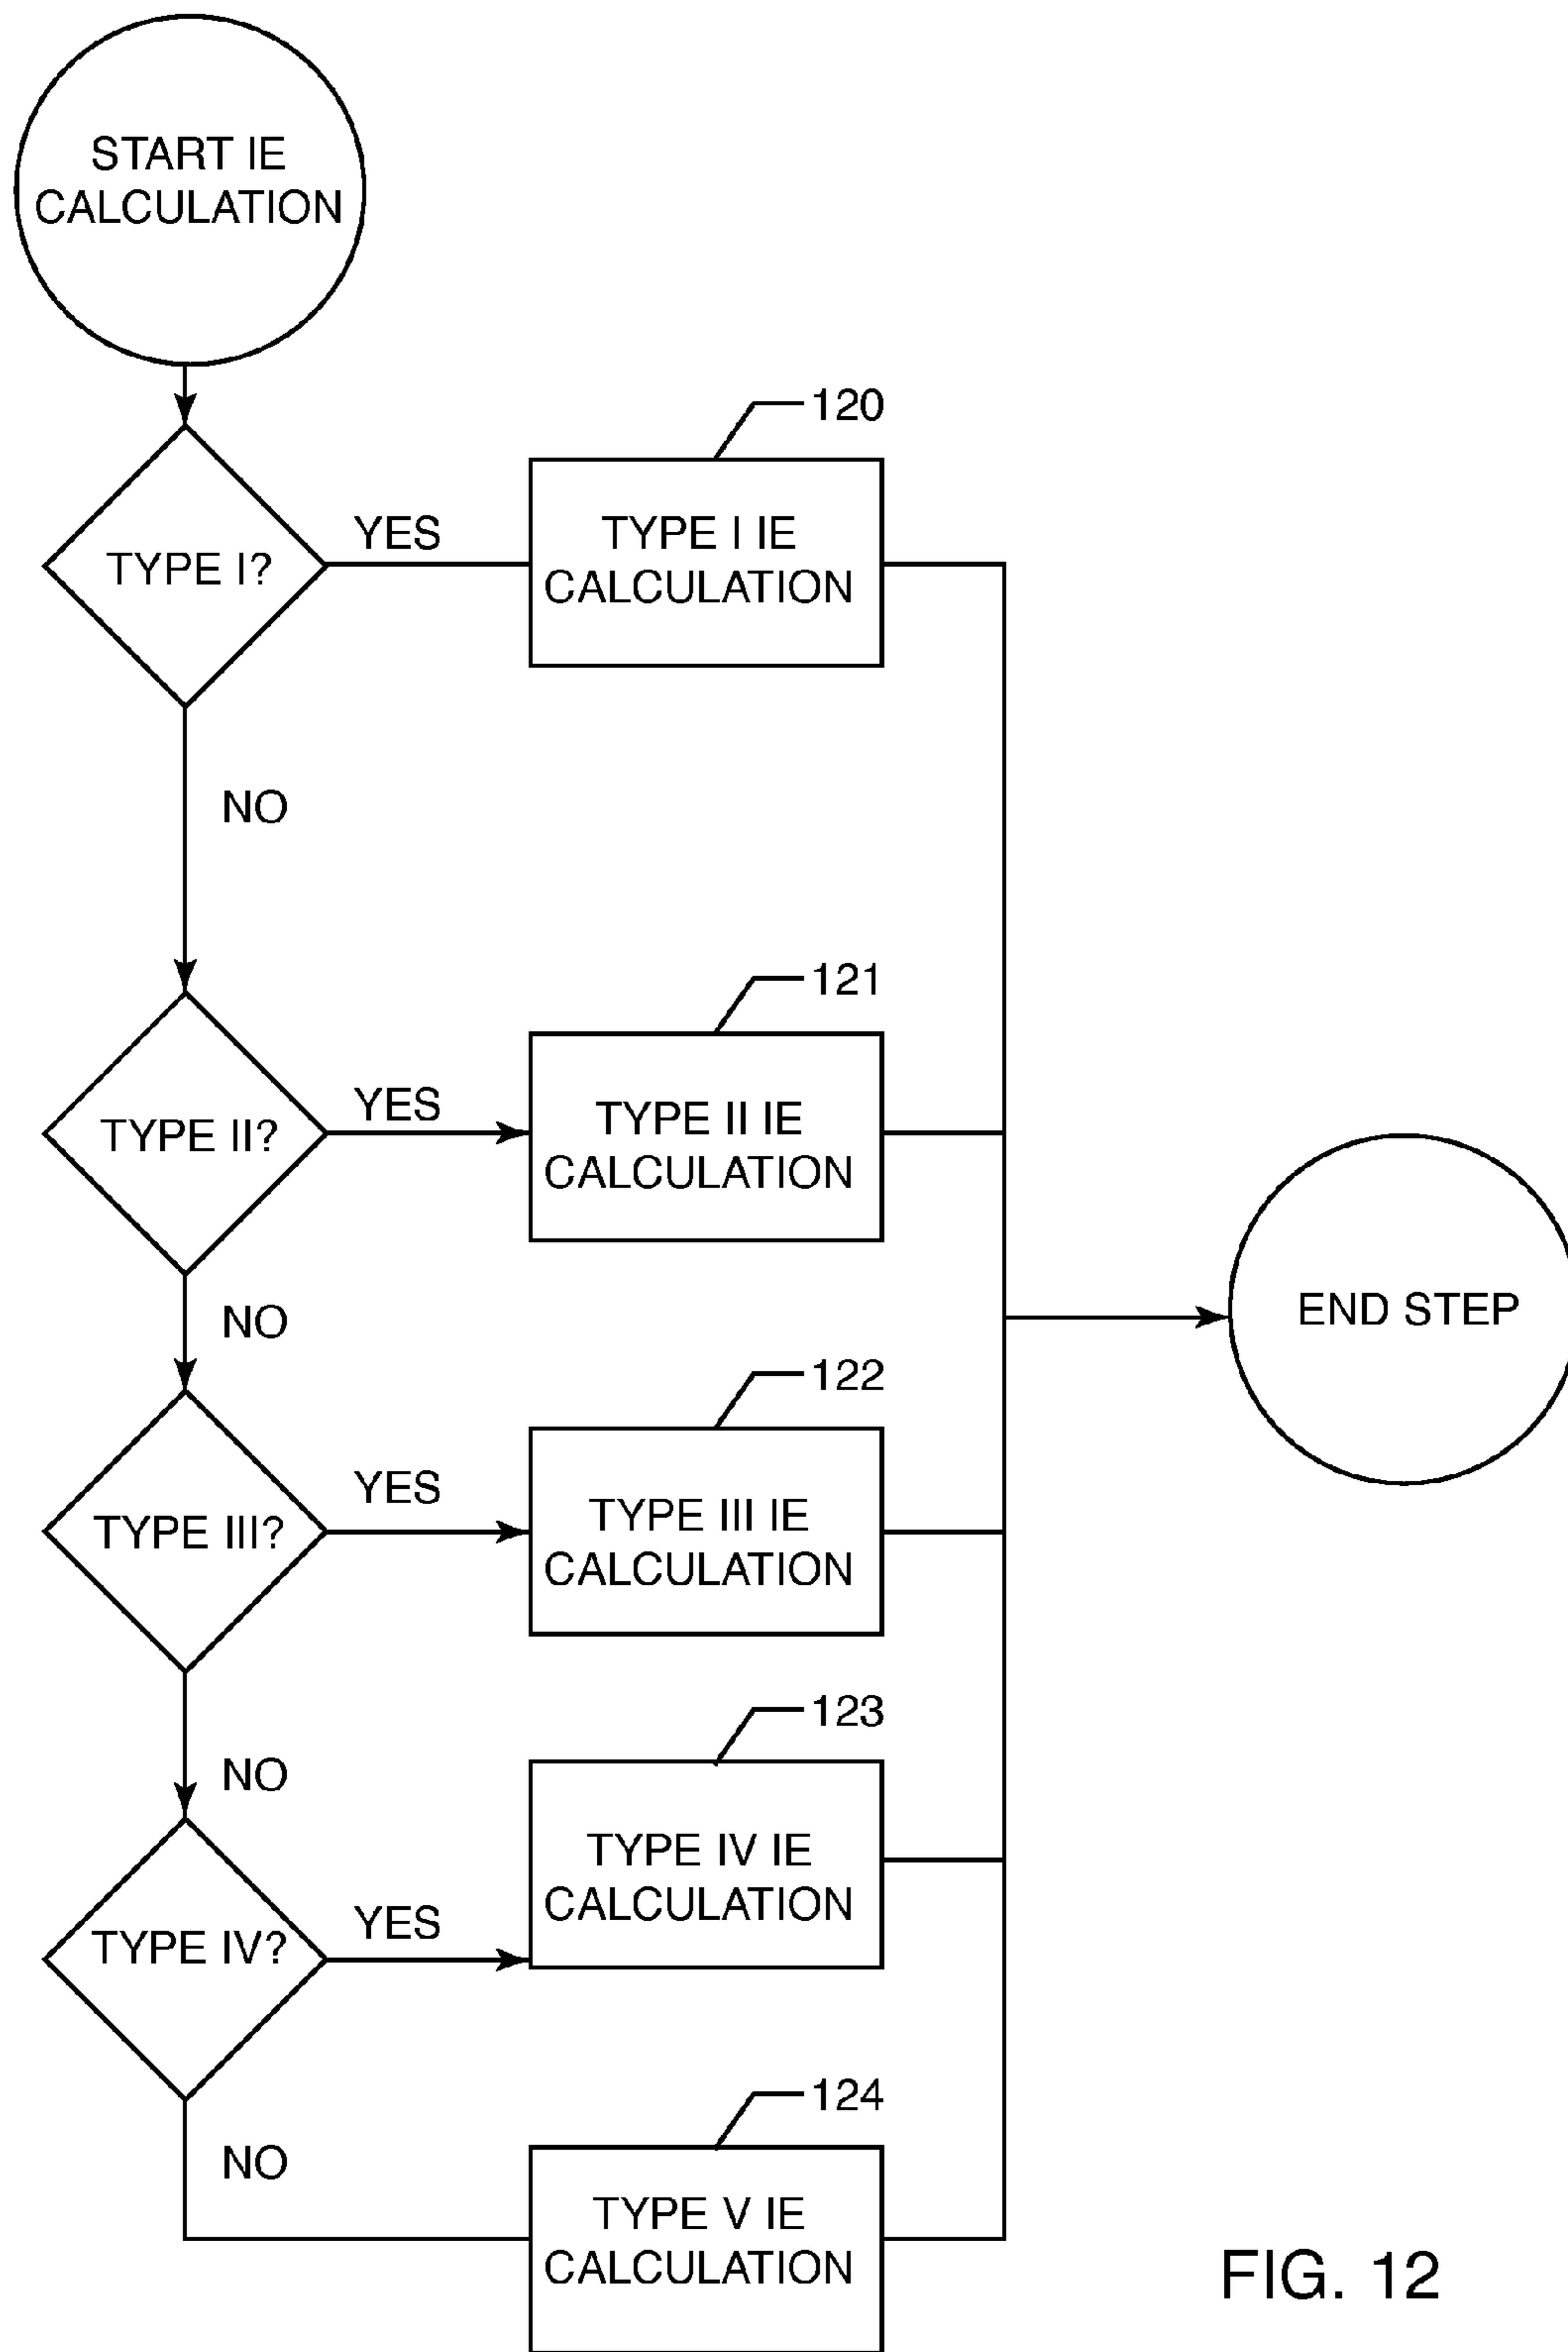 START IE
CALCULATION
120
YES
TYPE I IE
CALCULATION
TYPE I?
NO
121
YES
TYPE II IE
CALCULATION
TYPE II?
NO
122
YES
TYPE III IE
CALCULATION
TYPE III?
END STEP
NO
123
YES
TYPE IV IE
CALCULATION
TYPE IV?
NO
124
TYPE V IE
CALCULATION
FIG. 12